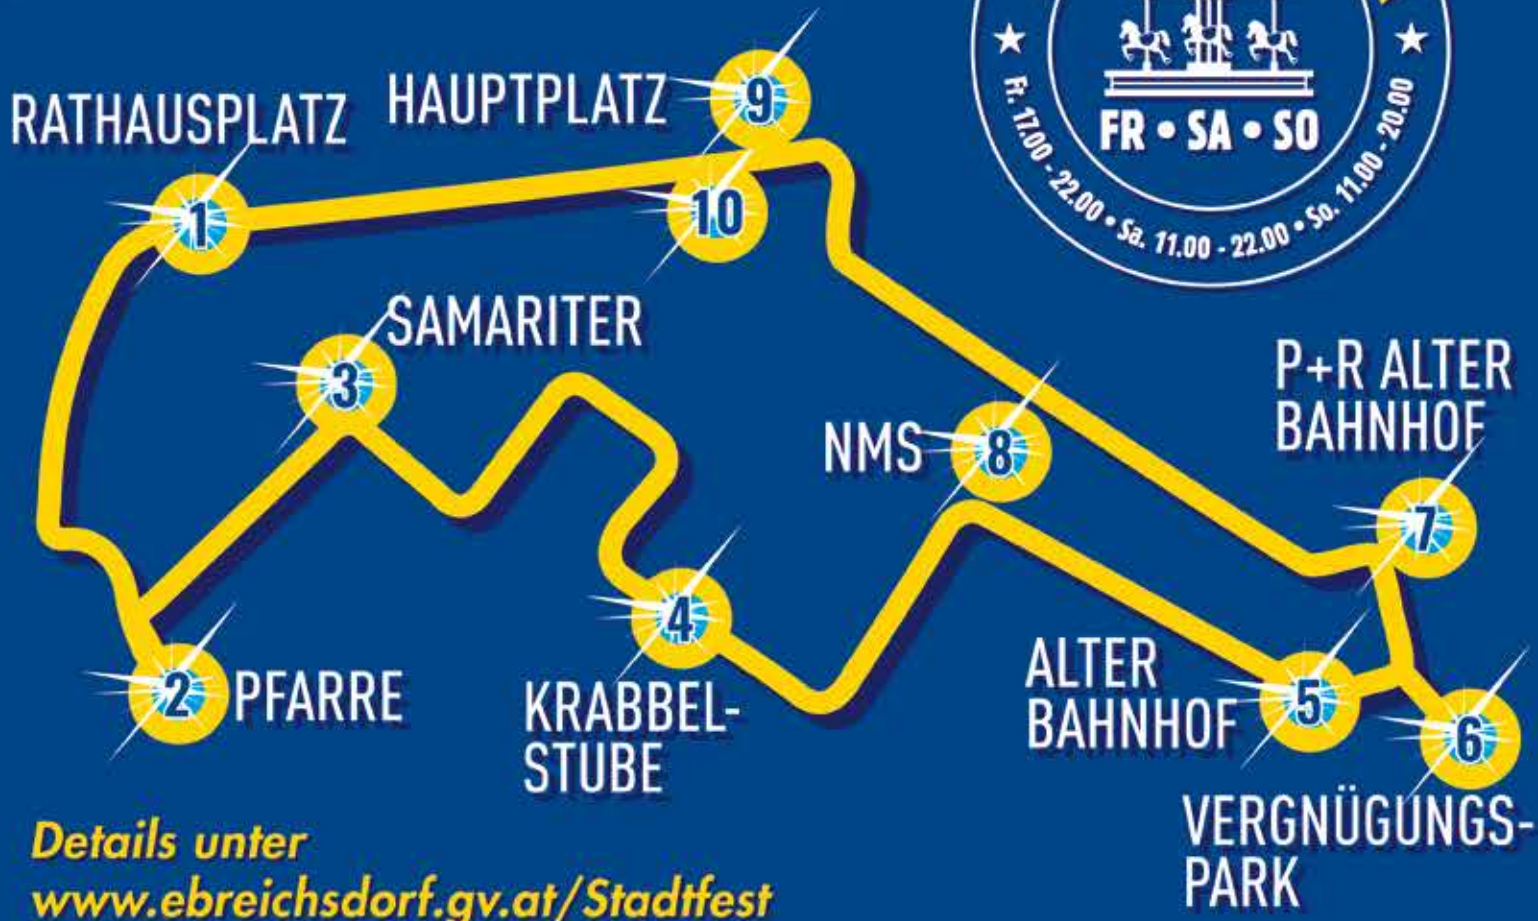 FR • SA • SO
Fr. 17.00 - 22.00 • Sa. 11.00 - 22.00 • So. 11.00 - 20.00
RATHAUSPLATZ
1
HAUPTPLATZ
9
10
SAMARITER
3
P+R ALTER
BAHNHOF
7
NMS
8
2
PFARRE
4
KRABBEL-
STUBE
ALTER
BAHNHOF
5
6
VERGNÜGUNGS-
PARK
Details unter
www.ebreichsdorf.gv.at/Stadtfest